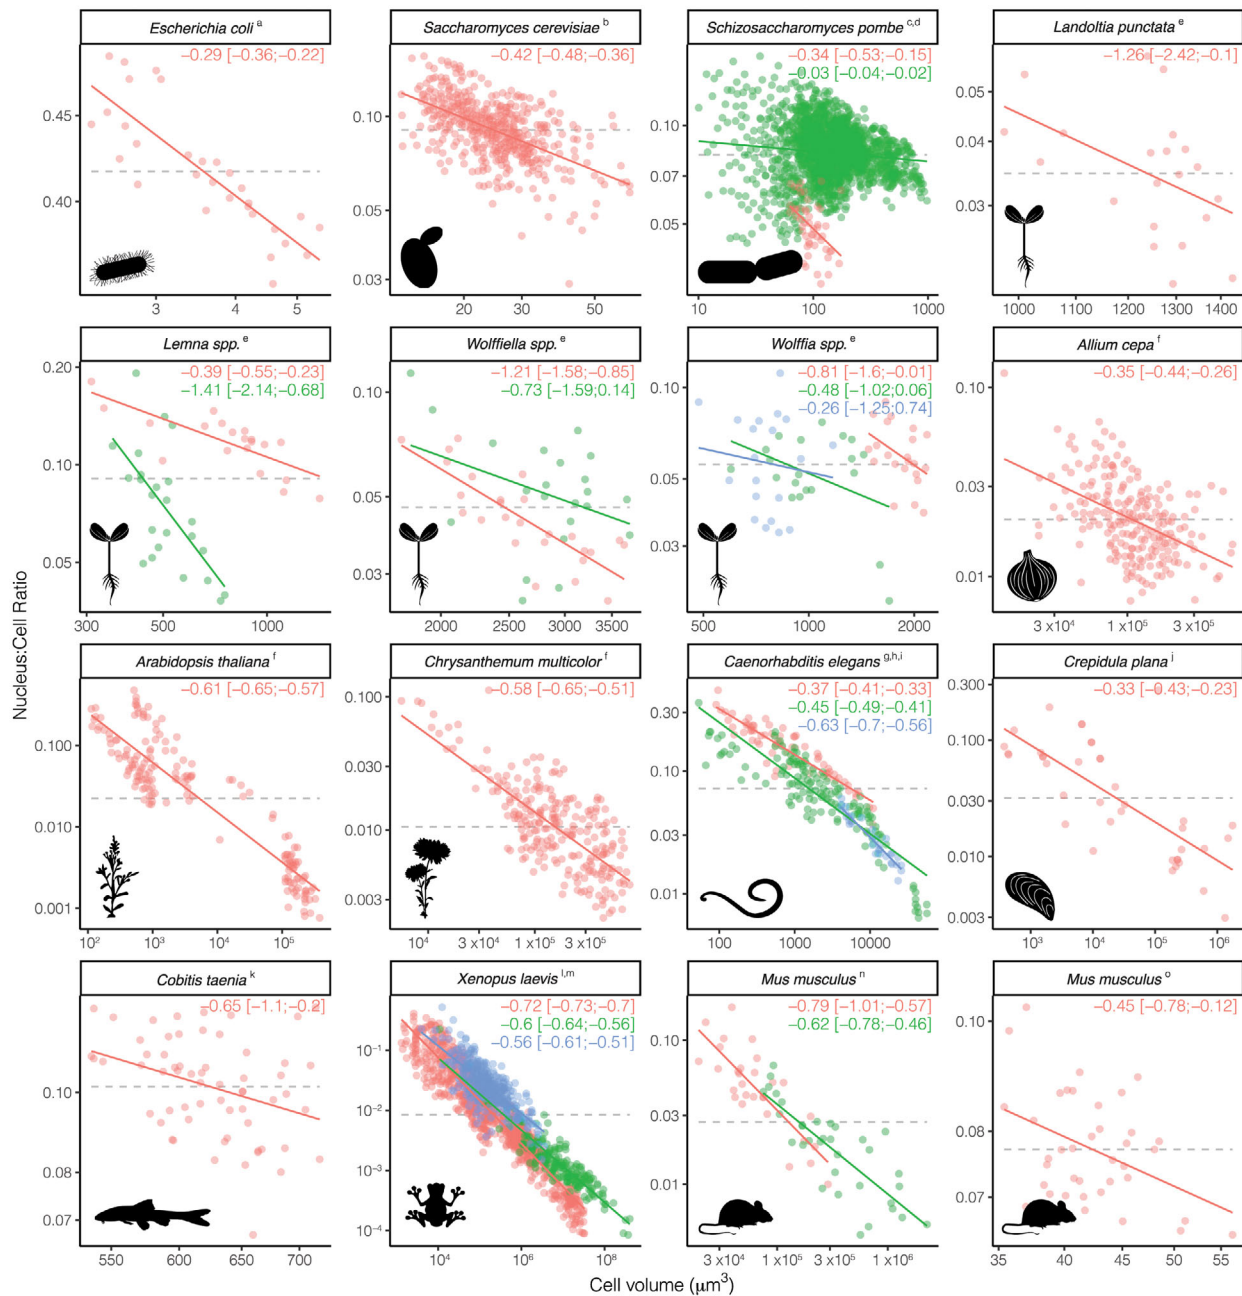 Escherichia coli a
−0.29 [−0.36;−0.22]
0.45
0.40
3 4 5
Saccharomyces cerevisiae b
−0.42 [−0.48;−0.36]
0.10
0.05
0.03
20 30 50
Schizosaccharomyces pombe c,d
−0.34 [−0.53;−0.15]
−0.03 [−0.04;−0.02]
0.10
0.07
0.05
10 100 1000
Landoltia punctata e
−1.26 [−2.42;−0.1]
0.05
0.04
0.03
1000 1100 1200 1300 1400
Lemna spp. e
−0.39 [−0.55;−0.23]
−1.41 [−2.14;−0.68]
0.20
0.10
0.05
300 500 1000
Wolffiella spp. e
−1.21 [−1.58;−0.85]
−0.73 [−1.59;0.14]
0.10
0.05
0.03
2000 2500 3000 3500
Wolffia spp. e
−0.81 [−1.6;−0.01]
−0.48 [−1.02;0.06]
−0.26 [−1.25;0.74]
0.10
0.05
0.03
500 1000 2000
Allium cepa f
−0.35 [−0.44;−0.26]
0.10
0.03
0.01
3 x 10⁴ 1 x 10⁵ 3 x 10⁵
Nucleus:Cell Ratio
Arabidopsis thaliana f
−0.61 [−0.65;−0.57]
0.100
0.010
0.001
10² 10³ 10⁴ 10⁵
Chrysanthemum multicolor f
−0.58 [−0.65;−0.51]
0.100
0.030
0.010
0.003
10⁴ 3 x 10⁴ 1 x 10⁵ 3 x 10⁵
Caenorhabditis elegans g,h,i
−0.37 [−0.41;−0.33]
−0.45 [−0.49;−0.41]
−0.63 [−0.7;−0.56]
0.30
0.10
0.03
0.01
100 1000 10000
Crepidula plana j
−0.33 [−0.43;−0.23]
0.300
0.100
0.030
0.010
0.003
10³ 10⁴ 10⁵ 10⁶
Cobitis taenia k
−0.65 [−1.1;−0.2]
0.10
0.08
0.07
550 600 650 700
Xenopus laevis l,m
−0.72 [−0.73;−0.7]
−0.6 [−0.64;−0.56]
−0.56 [−0.61;−0.51]
10⁻¹
10⁻²
10⁻³
10⁻⁴
10⁴ 10⁶ 10⁸
Mus musculus n
−0.79 [−1.01;−0.57]
−0.62 [−0.78;−0.46]
0.10
0.03
0.01
3 x 10⁴ 1 x 10⁵ 3 x 10⁵ 1 x 10⁶
Mus musculus o
−0.45 [−0.78;−0.12]
0.10
0.08
0.07
35 40 45 50 55
Cell volume (μm³)